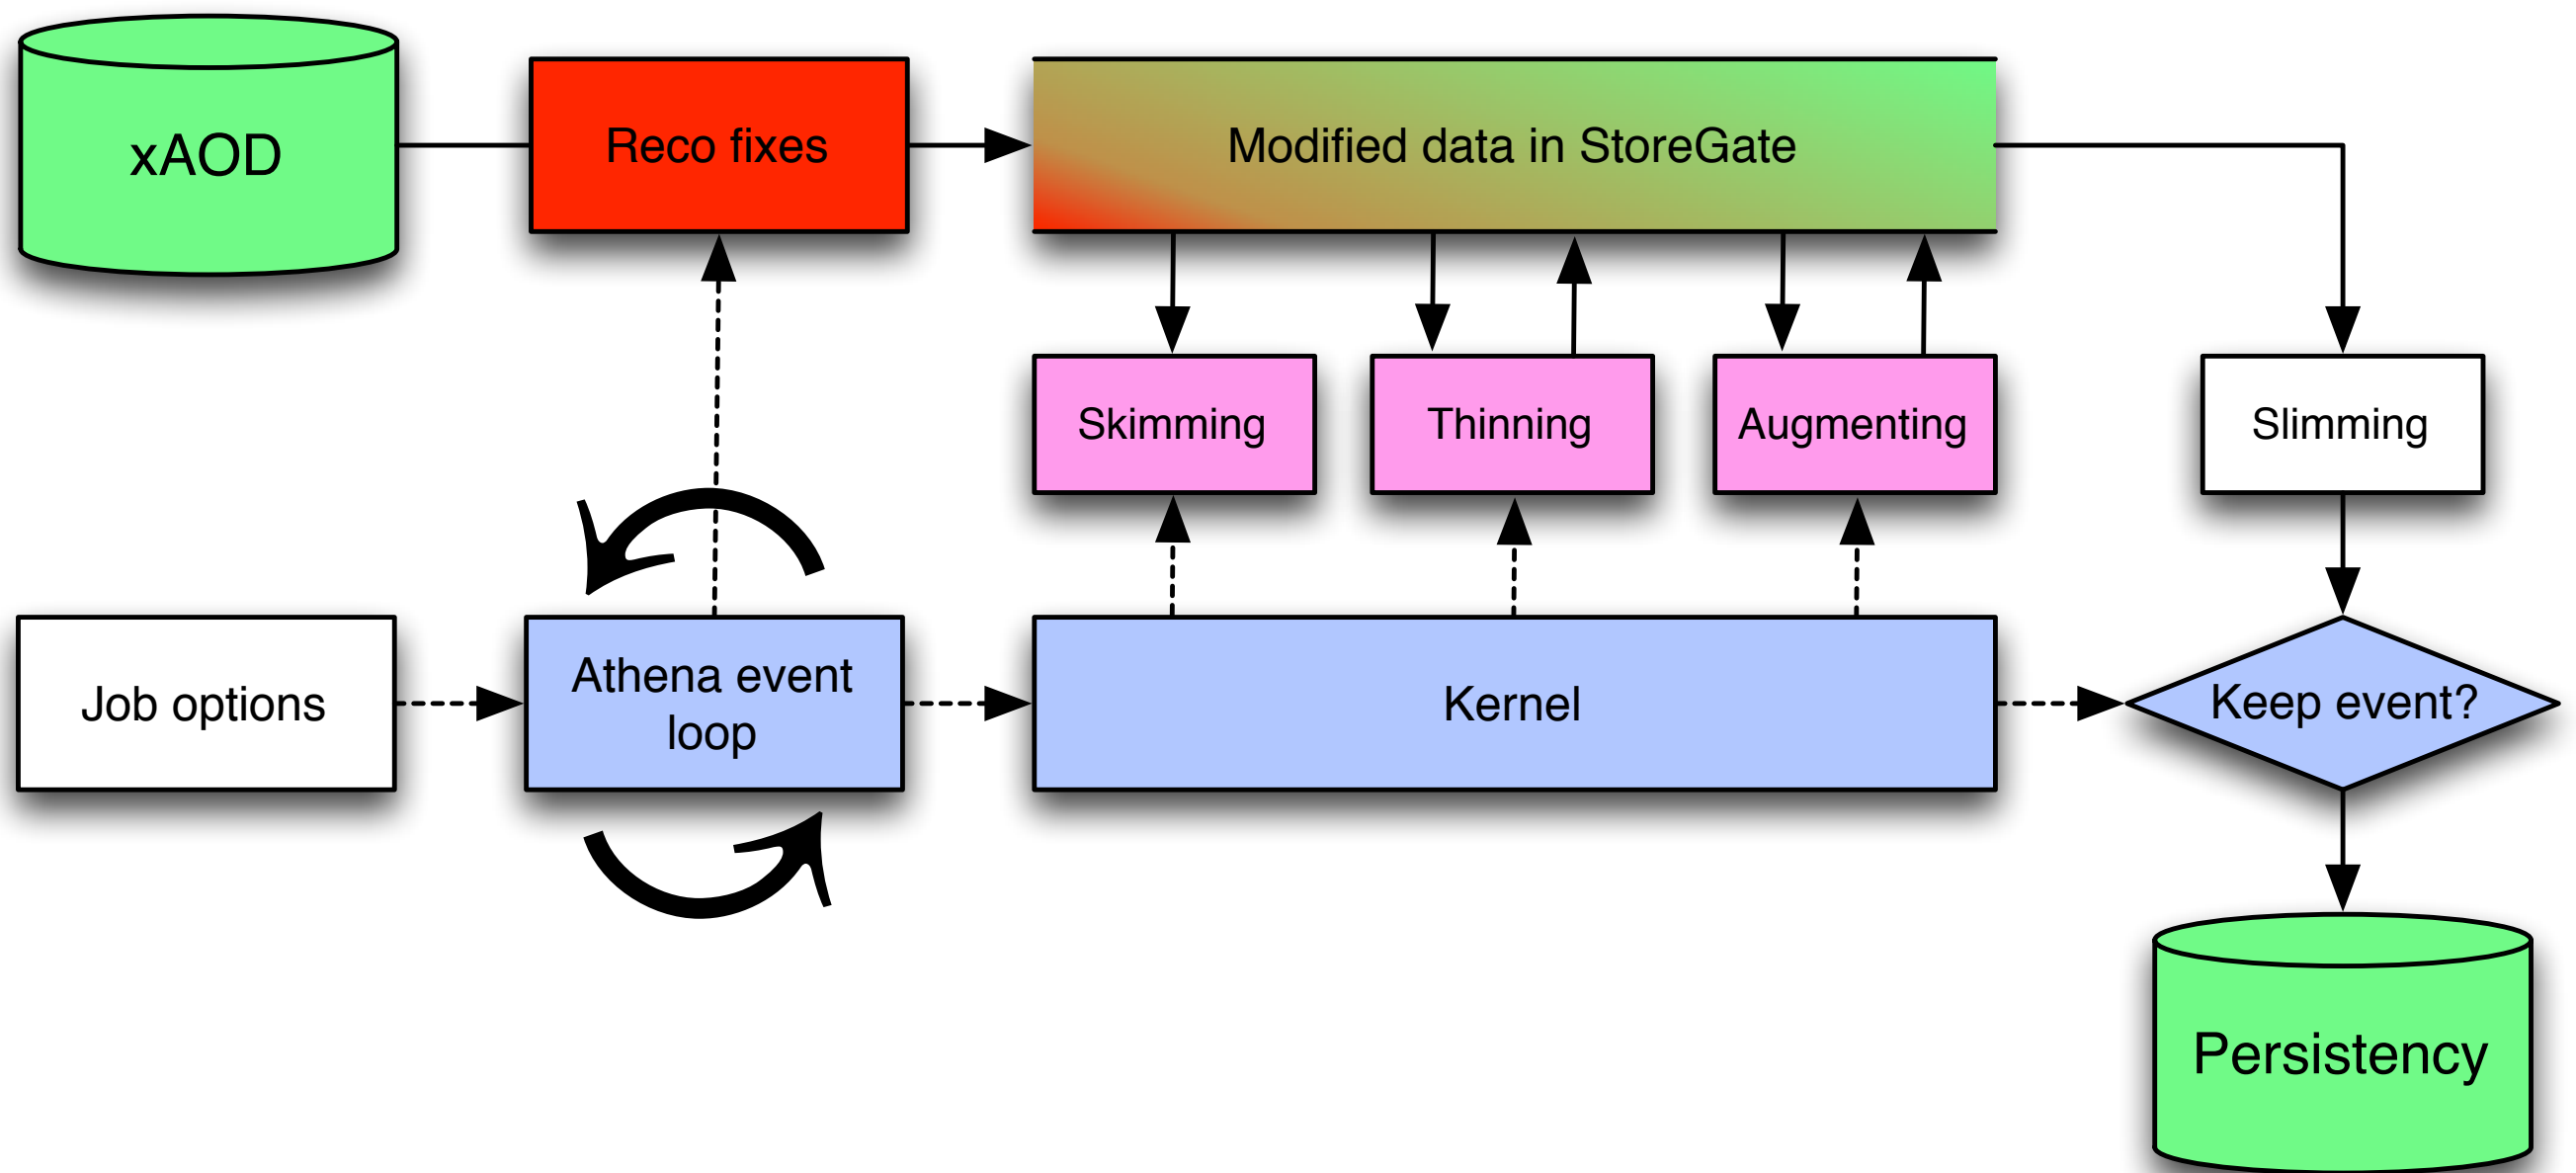 xAOD
Reco fixes
Modified data in StoreGate
Skimming
Thinning
Augmenting
Slimming
Job options
Athena event
loop
Kernel
Keep event?
Persistency